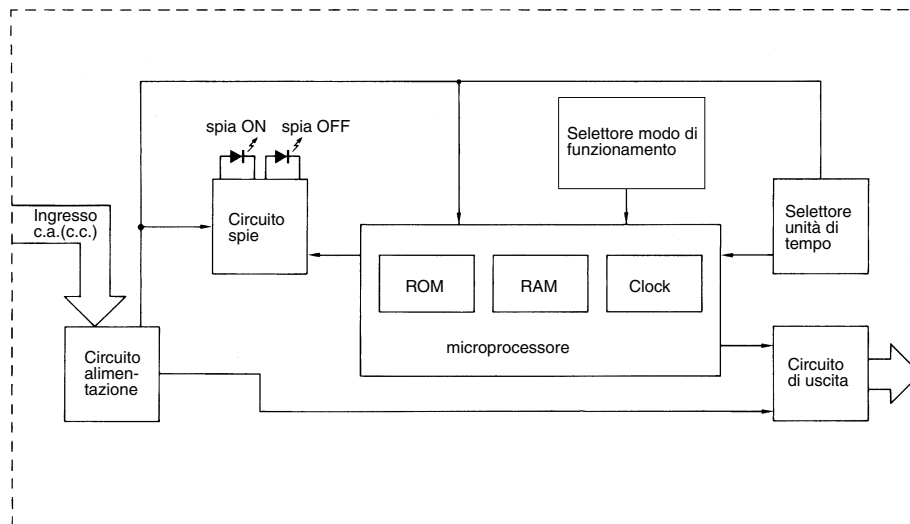 spia ON spia OFF
Selettore modo di
funzionamento
Ingresso
c.a.(c.c.)
Circuito
spie
Selettore
unità di
tempo
ROM
RAM
Clock
microprocessore
Circuito
alimen-
tazione
Circuito
di uscita